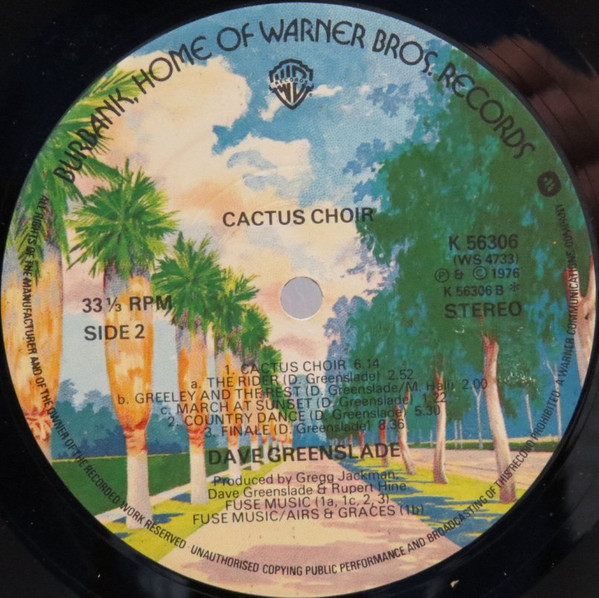 BURBANK, HOME OF WARNER BROS. RECORDS
CACTUS CHOIR
K 56306
(WS 4733)
Ⓟ & © 1976
K 56306 B *
STEREO
33 1/3 RPM
SIDE 2
1. CACTUS CHOIR 6.14
a. THE RIDER (D. Greenslade) 2.52
b. GREELEY AND THE REST (D. Greenslade/M. Hall) 2.00
c. MARCH AT SUNSET (D. Greenslade) 1.22
2. COUNTRY DANCE (D. Greenslade) 5.30
3. FINALE (D. Greenslade) 8.36
DAVE GREENSLADE
Produced by Gregg Jackman,
Dave Greenslade & Rupert Hine
FUSE MUSIC (1a, 1c, 2, 3)
FUSE MUSIC/AIRS & GRACES (1b)
ALL RIGHTS OF THE MANUFACTURER AND OF THE OWNER OF THE RECORDED WORK RESERVED UNAUTHORISED COPYING PUBLIC PERFORMANCE AND BROADCASTING OF THIS RECORD PROHIBITED
A WARNER COMMUNICATIONS COMPANY